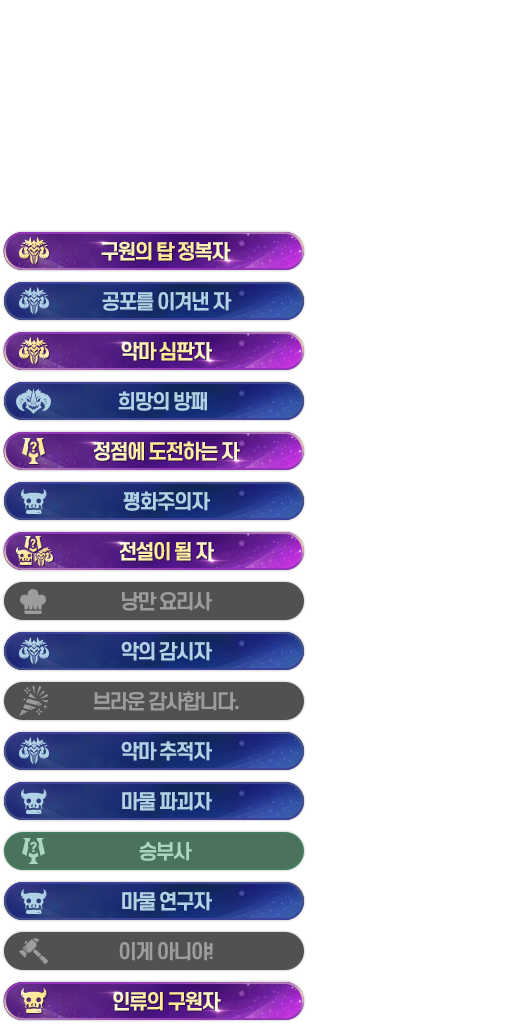 구원의 탑 정복자
공포를 이겨낸 자
악마 심판자
희망의 방패
정점에 도전하는 자
평화주의자
전설이 될 자
낭만 요리사
악의 감시자
브라운 감사합니다.
악마 추적자
마물 파괴자
승부사
마물 연구자
이게 아니야!
인류의 구원자